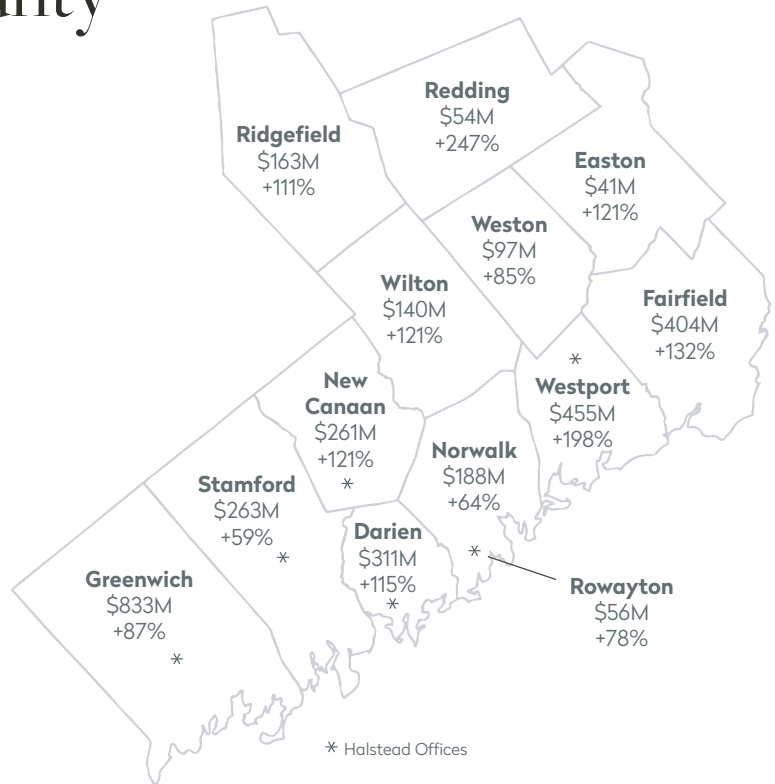 Ridgefield
$163M
+111%
Redding
$54M
+247%
Easton
$41M
+121%
Weston
$97M
+85%
Wilton
$140M
+121%
Fairfield
$404M
+132%
New
Canaan
$261M
+121%
*
*
Westport
$455M
+198%
Norwalk
$188M
+64%
*
Stamford
$263M
+59%
*
Darien
$311M
+115%
*
Greenwich
$833M
+87%
*
Rowayton
$56M
+78%
* Halstead Offices